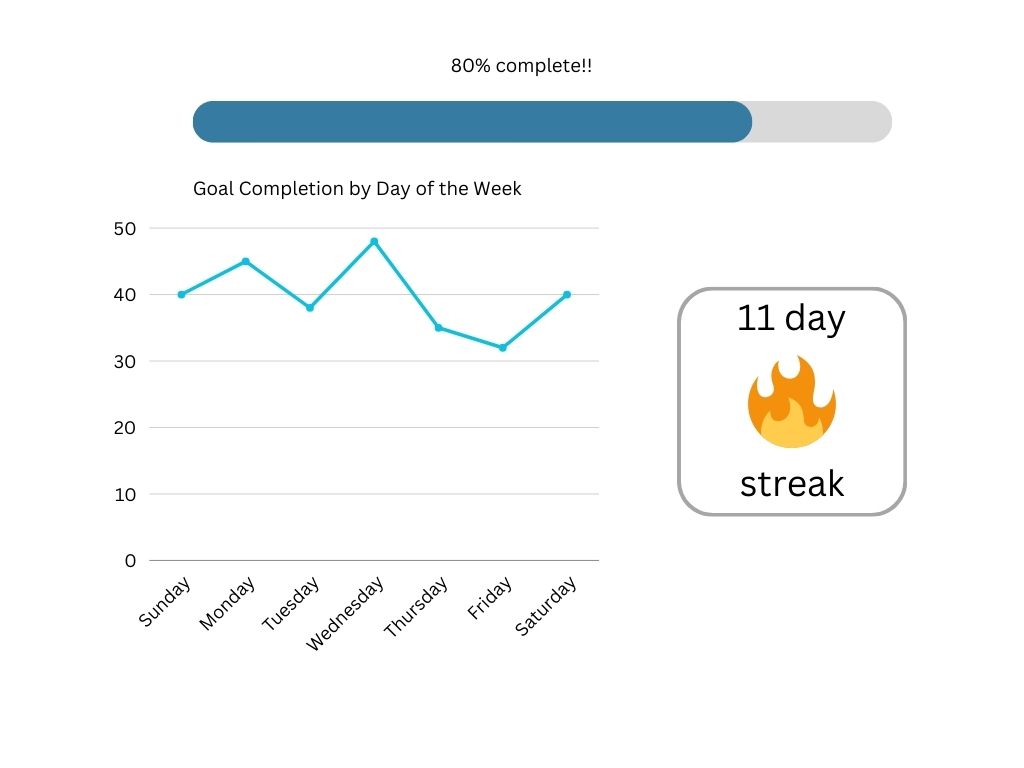 80% complete!!
Goal Completion by Day of the Week
50
40
30
20
10
0
Sunday
Monday
Tuesday
Wednesday
Thursday
Friday
Saturday
11 day
streak